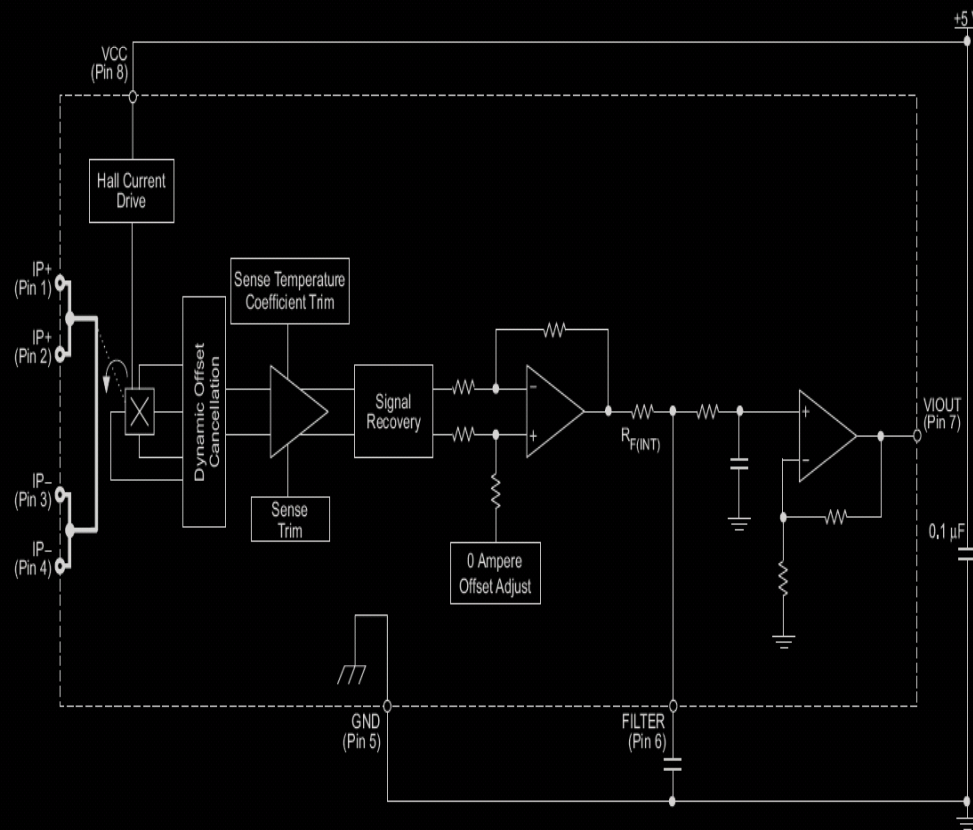 +5 V
VCC
(Pin 8)
Hall Current
Drive
IP+
(Pin 1)
IP+
(Pin 2)
IP–
(Pin 3)
IP–
(Pin 4)
Dynamic Offset
Cancellation
Sense Temperature
Coefficient Trim
Sense
Trim
Signal
Recovery
0 Ampere
Offset Adjust
–
+
RF(INT)
+
–
VIOUT
(Pin 7)
0.1 µF
GND
(Pin 5)
FILTER
(Pin 6)